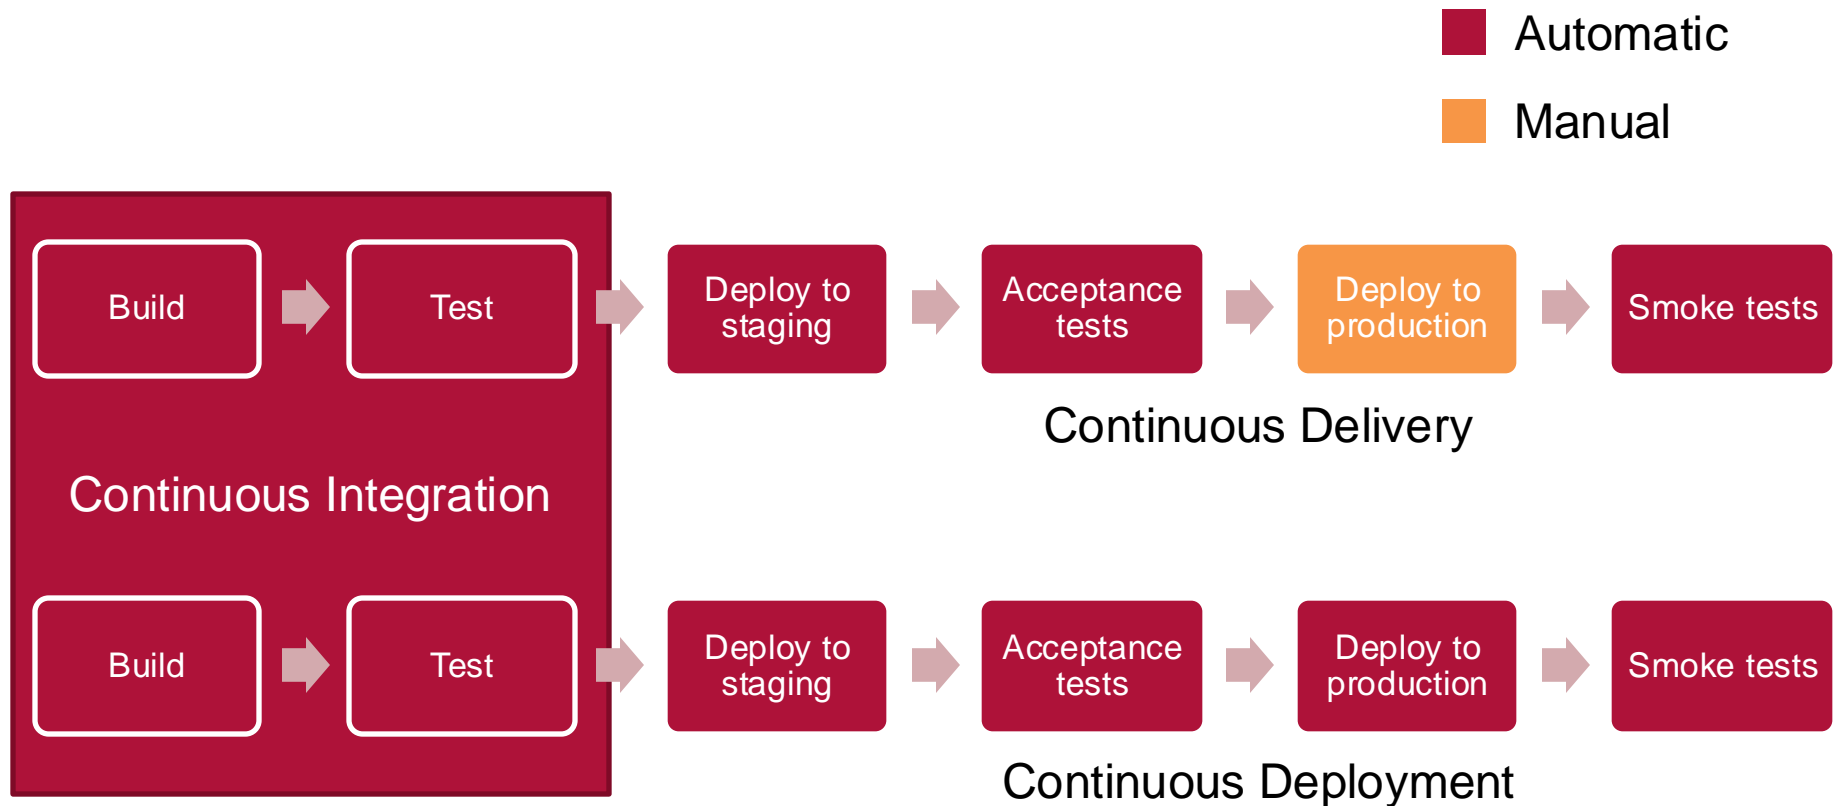 Automatic
Manual
Build
Test
Deploy to
staging
Acceptance
tests
Deploy to
production
Smoke tests
Continuous Delivery
Continuous Integration
Build
Test
Deploy to
staging
Acceptance
tests
Deploy to
production
Smoke tests
Continuous Deployment